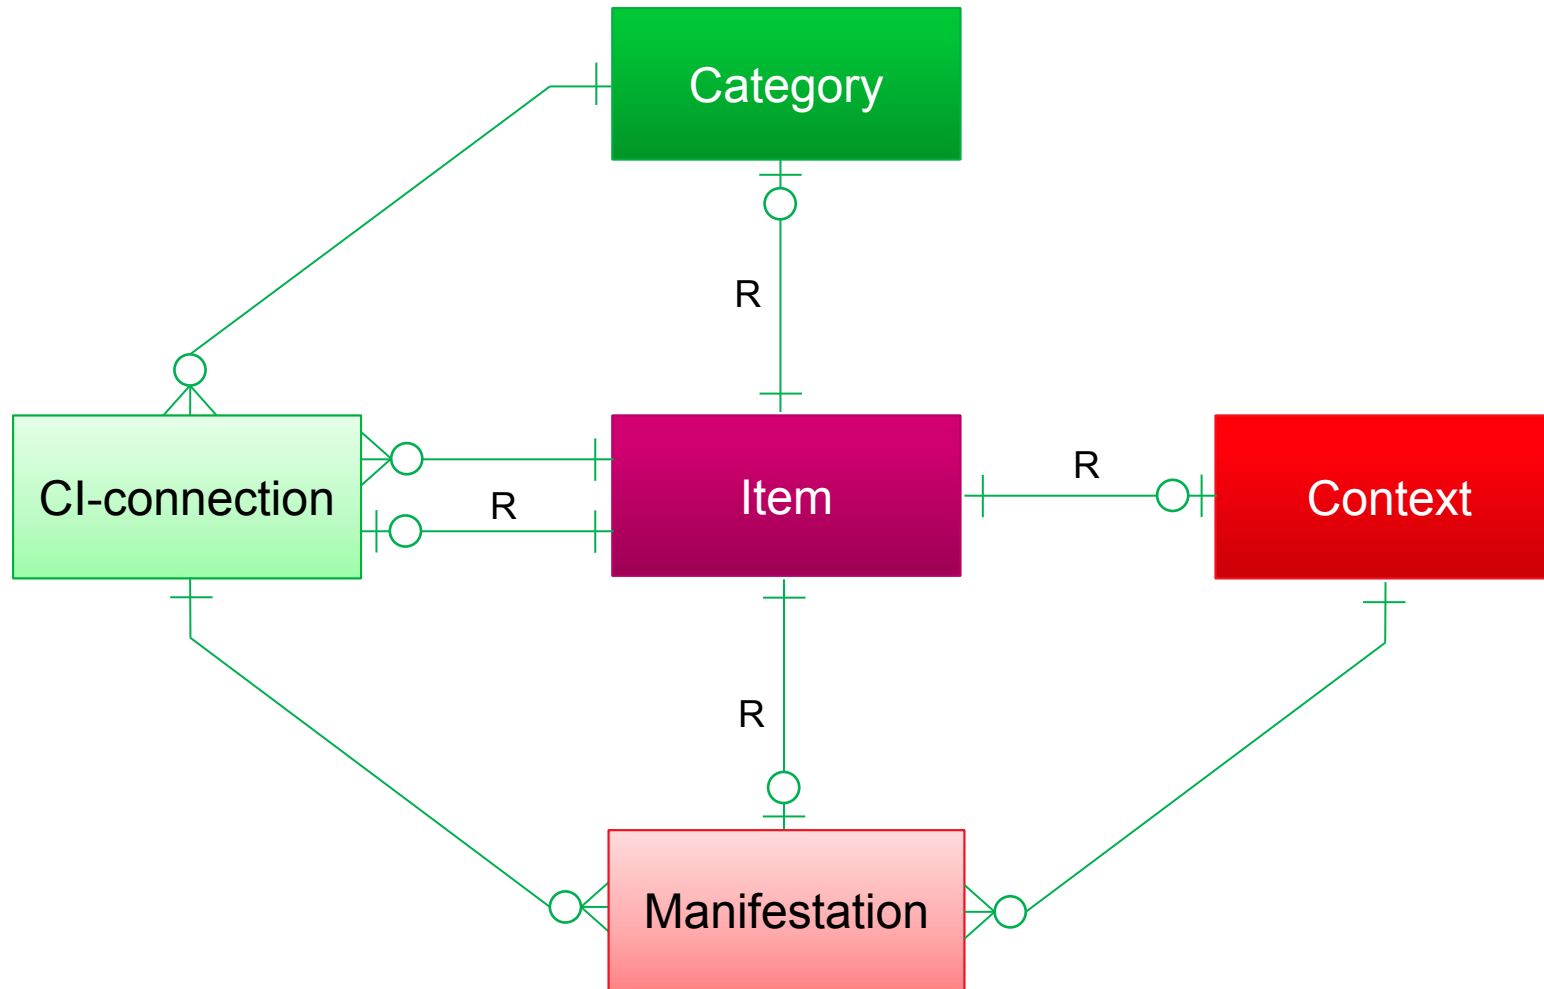 Category
R
R
CI-connection
R
Item
Context
R
Manifestation